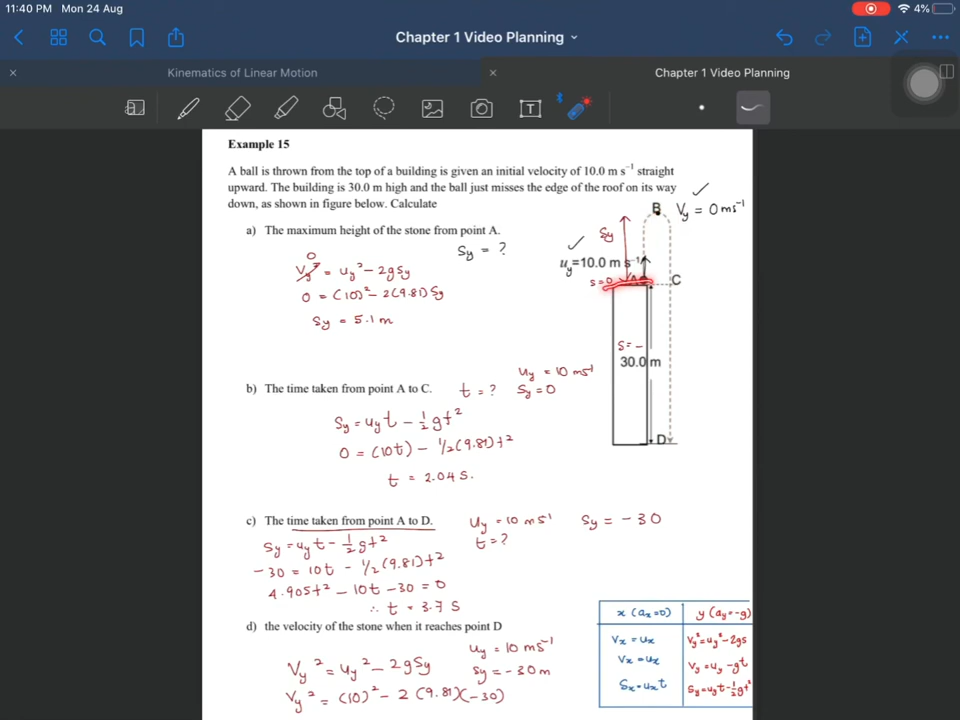 11:40 PM Mon 24 Aug
4%
Chapter 1 Video Planning
Kinematics of Linear Motion
Chapter 1 Video Planning
Example 15
A ball is thrown from the top of a building is given an initial velocity of 10.0 m s⁻¹ straight
upward. The building is 30.0 m high and the ball just misses the edge of the roof on its way
down, as shown in figure below. Calculate
a) The maximum height of the stone from point A.
Sy = ?
0
Vy² = uy² - 2gSy
0 = (10)² - 2(9.81) Sy
Sy = 5.1 m
B
Vy = 0 ms⁻¹
Sy
uy=10.0 m s⁻¹
S=0
A
C
S = -
30.0 m
D
b) The time taken from point A to C.
t = ?
uy = 10 ms⁻¹
Sy = 0
Sy = uyt - ½gt²
0 = (10t) - 1/2(9.81)t²
t = 2.04 s.
c) The time taken from point A to D.
uy = 10 ms⁻¹
Sy = -30
t = ?
Sy = uyt - ½gt²
-30 = 10t - 1/2(9.81)t²
4.905t² - 10t - 30 = 0
∴ t = 3.7 s
d) the velocity of the stone when it reaches point D
uy = 10 ms⁻¹
Sy = -30 m
Vy² = uy² - 2gSy
Vy² = (10)² - 2(9.81)(-30)
x (ax=0)
y (ay=-g)
Vx = ux
Vy²=uy²-2gs
Vx = ux
Vy = uy - gt
Sx = uxt
Sy=uyt-½gt²